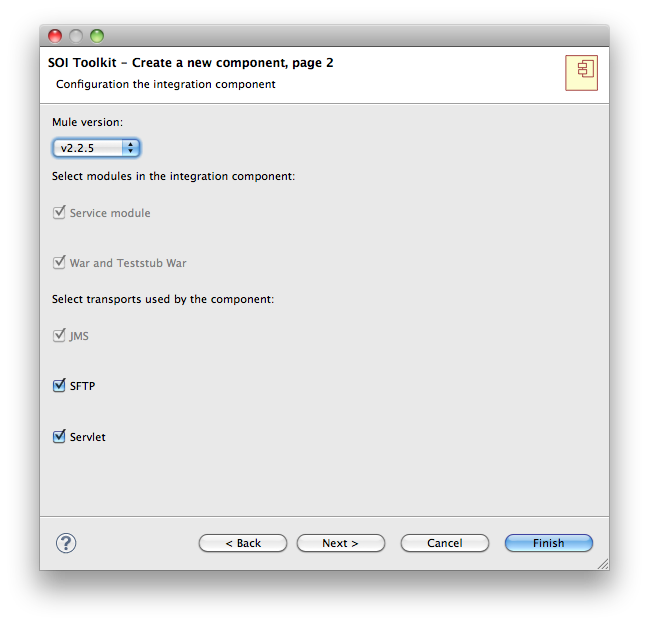 SOI Toolkit - Create a new component, page 2
Configuration the integration component
Mule version:
v2.2.5
Select modules in the integration component:
Service module
War and Teststub War
Select transports used by the component:
JMS
SFTP
Servlet
?
< Back
Next >
Cancel
Finish